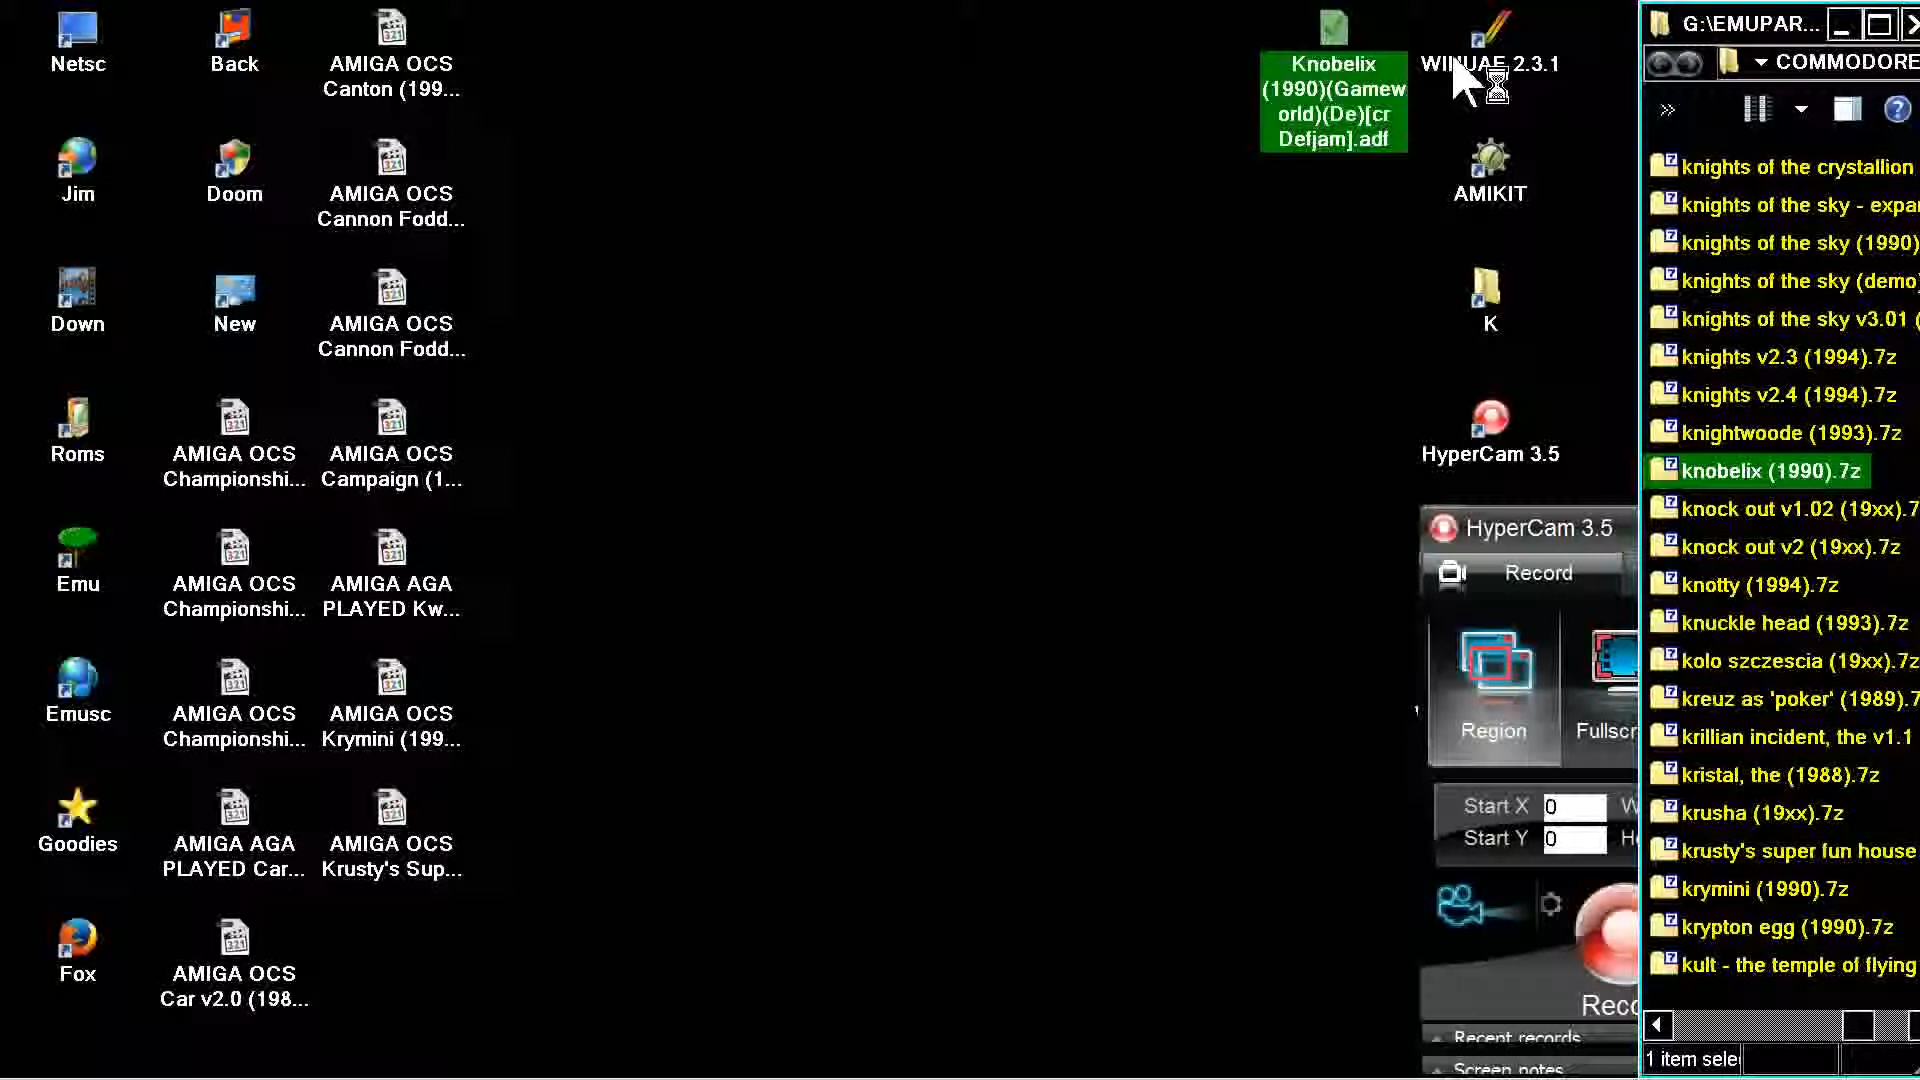 Netsc
Jim
Down
Roms
Emu
Emusc
Goodies
Fox
Back
Doom
New
AMIGA OCS
Championshi...
AMIGA OCS
Championshi...
AMIGA OCS
Championshi...
AMIGA AGA
PLAYED Car...
AMIGA OCS
Car v2.0 (198...
AMIGA OCS
Canton (199...
AMIGA OCS
Cannon Fodd...
AMIGA OCS
Cannon Fodd...
AMIGA OCS
Campaign (1...
AMIGA AGA
PLAYED Kw...
AMIGA OCS
Krymini (199...
AMIGA OCS
Krusty's Sup...
Knobelix
(1990)(Gamew
orld)(De)[cr
Defjam].adf
WINUAE 2.3.1
AMIKIT
K
HyperCam 3.5
HyperCam 3.5
Record
Region
Fullscr
Start X 0 W
Start Y 0
Reco
Recent records
Screen notes
G:\EMUPAR...
COMMODORE
knights of the crystallion
knights of the sky - expa
knights of the sky (1990)
knights of the sky (demo)
knights of the sky v3.01 (
knights v2.3 (1994).7z
knights v2.4 (1994).7z
knightwoode (1993).7z
knobelix (1990).7z
knock out v1.02 (19xx).7
knock out v2 (19xx).7z
knotty (1994).7z
knuckle head (1993).7z
kolo szczescia (19xx).7z
kreuz as 'poker' (1989).7
krillian incident, the v1.1
kristal, the (1988).7z
krusha (19xx).7z
krusty's super fun house
krymini (1990).7z
krypton egg (1990).7z
kult - the temple of flying
1 item sele